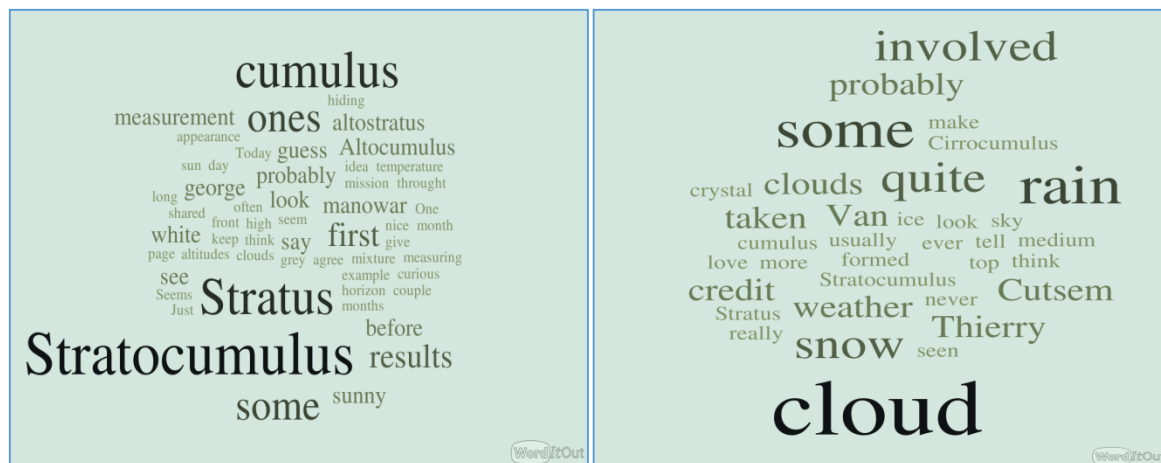 cumulus
hiding
measurement ones altostratus
appearance
Today guess Altocumulus
sun day probably idea temperature
george mission throught
long often look manowar One
shared front high seem
white keep think say first nice month
give
page altitudes clouds grey agree mixture measuring
see example curious
Seems Stratus horizon couple
Just months
before
Stratocumulus results
some sunny
WordItOut
involved
probably
some make
Cirrocumulus
crystal clouds quite rain
taken Van ice look sky
cumulus usually ever tell medium
love more formed top think
Stratocumulus
credit weather never Cutsem
Stratus
really Thierry
snow seen
cloud
WordItOut